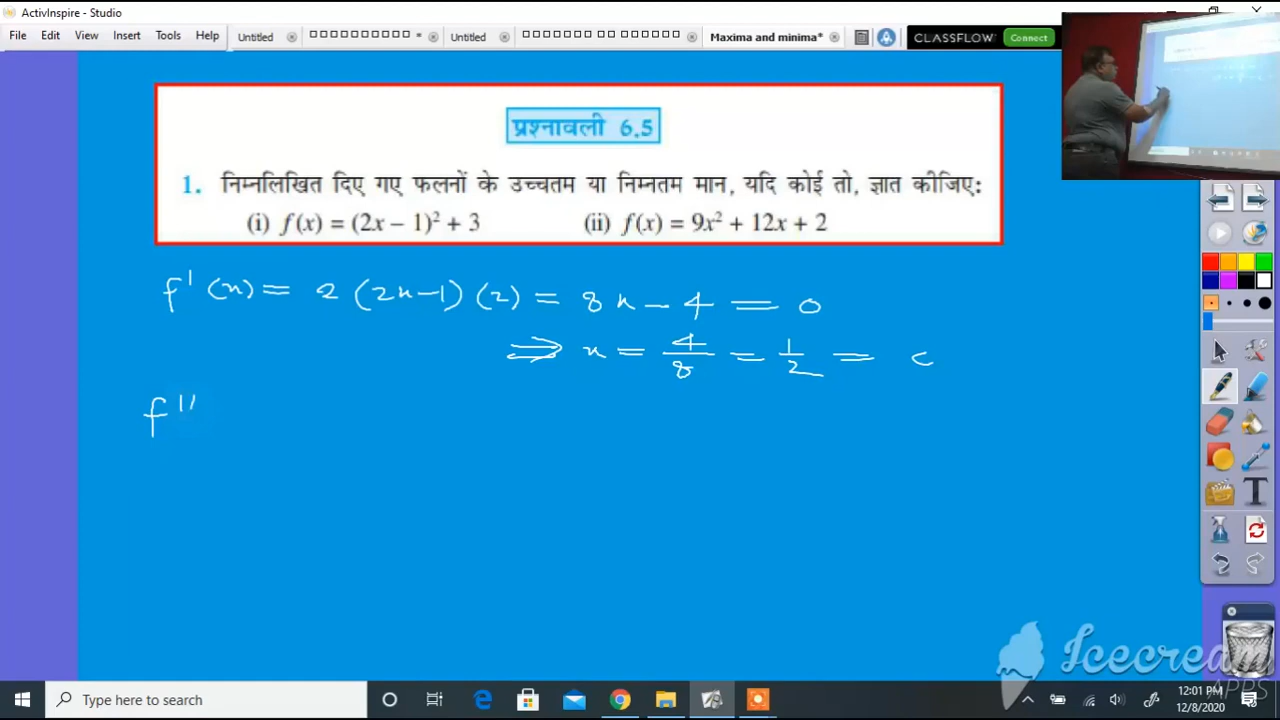 ActivInspire - Studio
File Edit View Insert Tools Help Untitled * Untitled Maxima and minima* CLASSFLOW Connect
प्रश्नावली 6.5
1. निम्नलिखित दिए गए फलनों के उच्चतम या निम्नतम मान, यदि कोई तो, ज्ञात कीजिए:
(i) f(x) = (2x – 1)² + 3 (ii) f(x) = 9x² + 12x + 2
f'(x) = 2 (2x-1) (2) = 8x - 4 = 0
⇒ x = 4/8 = 1/2 = c
f''
Icecream
APPS
Type here to search
12:01 PM
12/8/2020